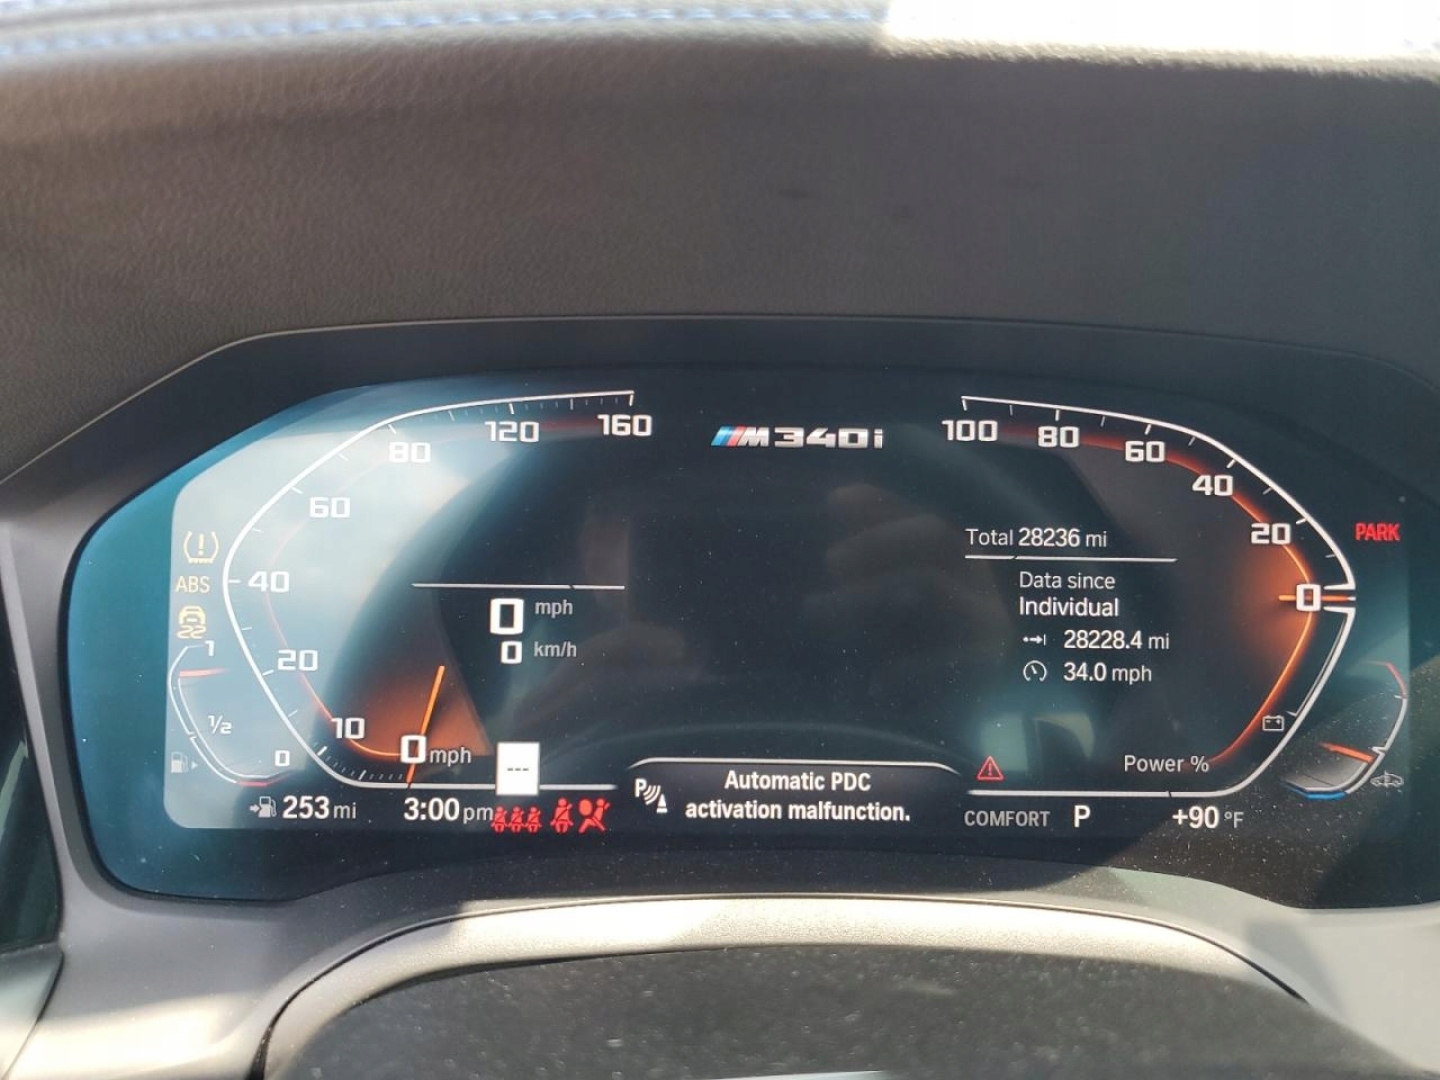 160
120
80
60
40
20
10
0 mph
M340i
100
80
60
40
20
0
PARK
Total 28236 mi
Data since
Individual
28228.4 mi
34.0 mph
ABS
1
1/2
0
0 mph
0 km/h
---
Power %
P
Automatic PDC
activation malfunction.
253 mi
3:00 pm
COMFORT P
+90 °F